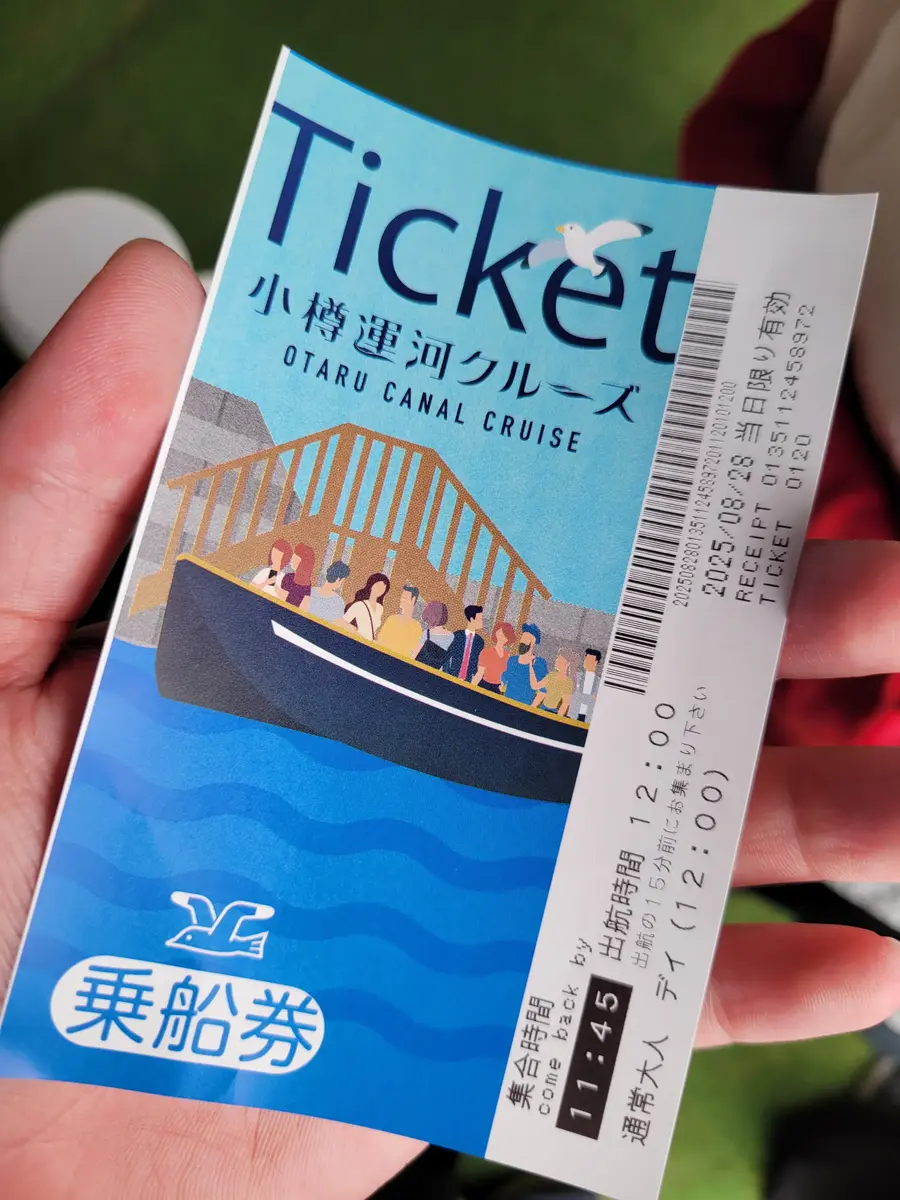 Ticket
小樽運河クルーズ
OTARU CANAL CRUISE
乗船券
20250828013511245897201120101200
2025/08/28 当日限り有効
RECEIPT 013511245897​2
TICKET 0120
集合時間
come back by
11:45
出航時間 12:00
出航の15分前にお集まり下さい
通常大人 デイ (12:00)